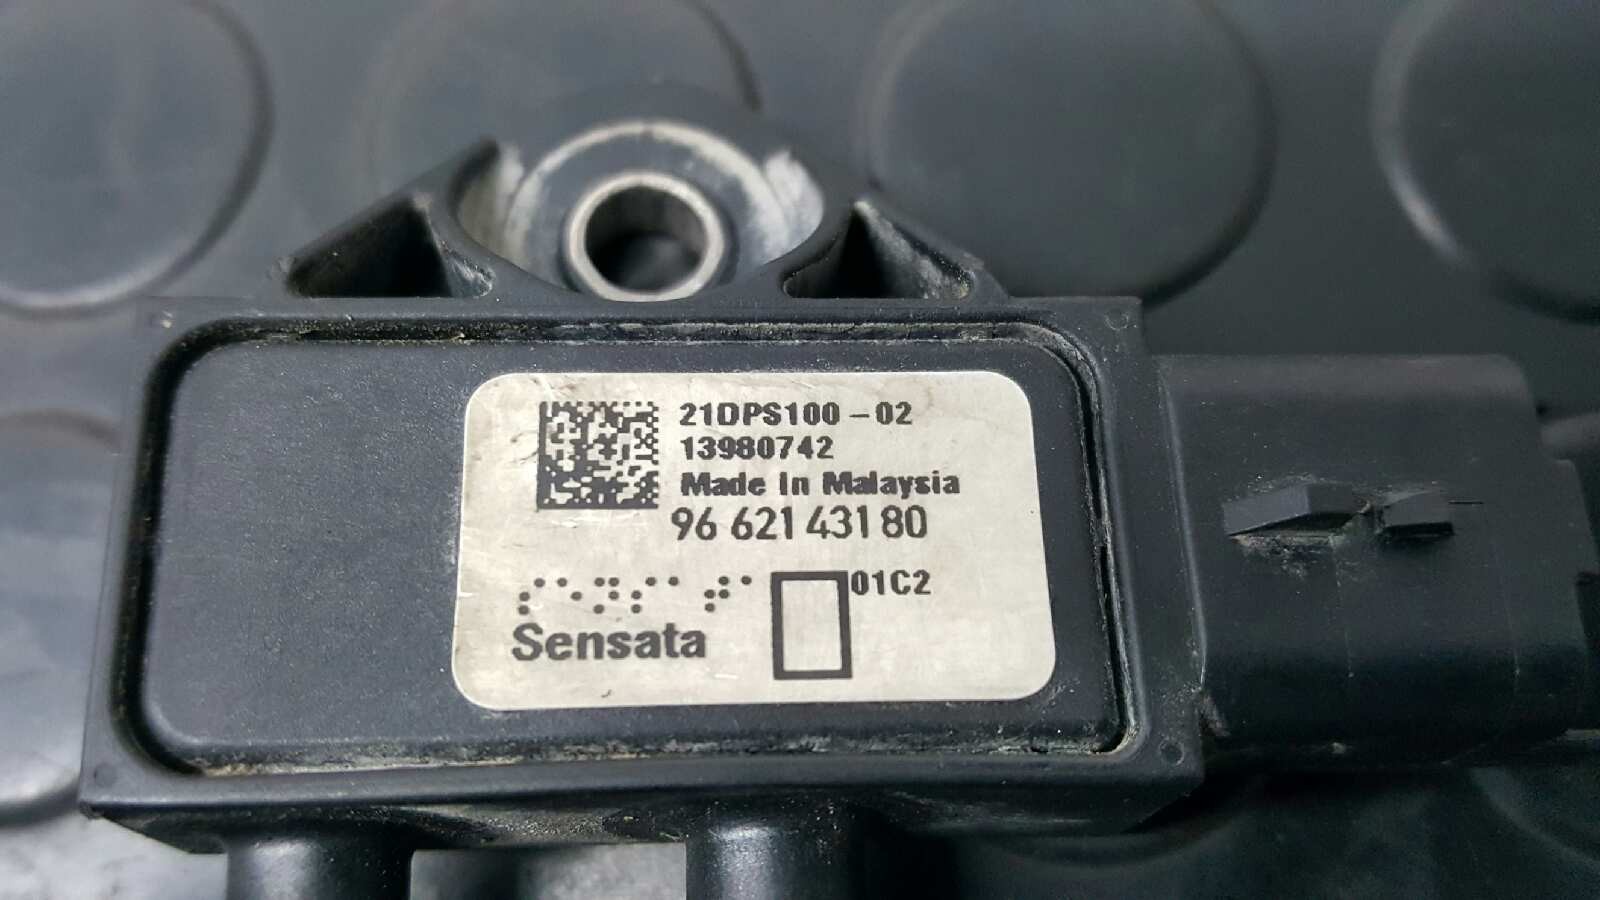 21DPS100-02
13980742
Made In Malaysia
96 621 431 80
01C2
Sensata